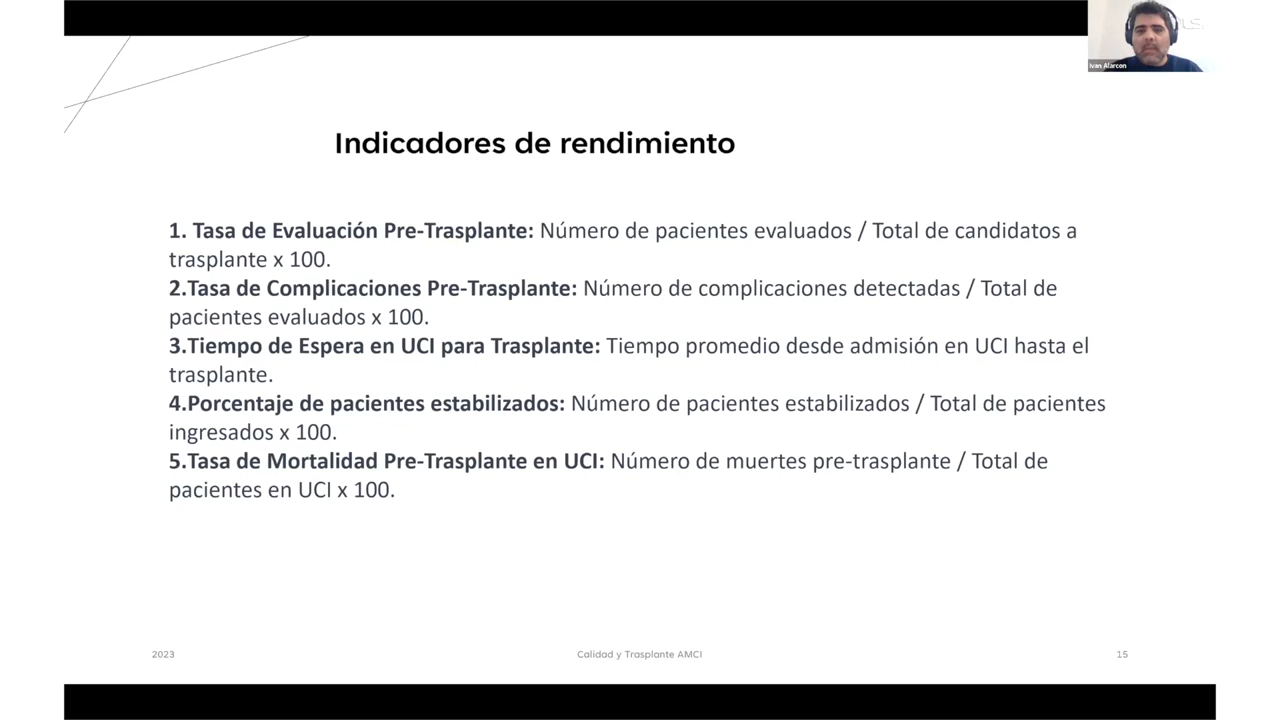 Ivan Alarcon
Indicadores de rendimiento
1. Tasa de Evaluación Pre-Trasplante: Número de pacientes evaluados / Total de candidatos a
trasplante x 100.
2.Tasa de Complicaciones Pre-Trasplante: Número de complicaciones detectadas / Total de
pacientes evaluados x 100.
3.Tiempo de Espera en UCI para Trasplante: Tiempo promedio desde admisión en UCI hasta el
trasplante.
4.Porcentaje de pacientes estabilizados: Número de pacientes estabilizados / Total de pacientes
ingresados x 100.
5.Tasa de Mortalidad Pre-Trasplante en UCI: Número de muertes pre-trasplante / Total de
pacientes en UCI x 100.
2023
Calidad y Trasplante AMCI
15